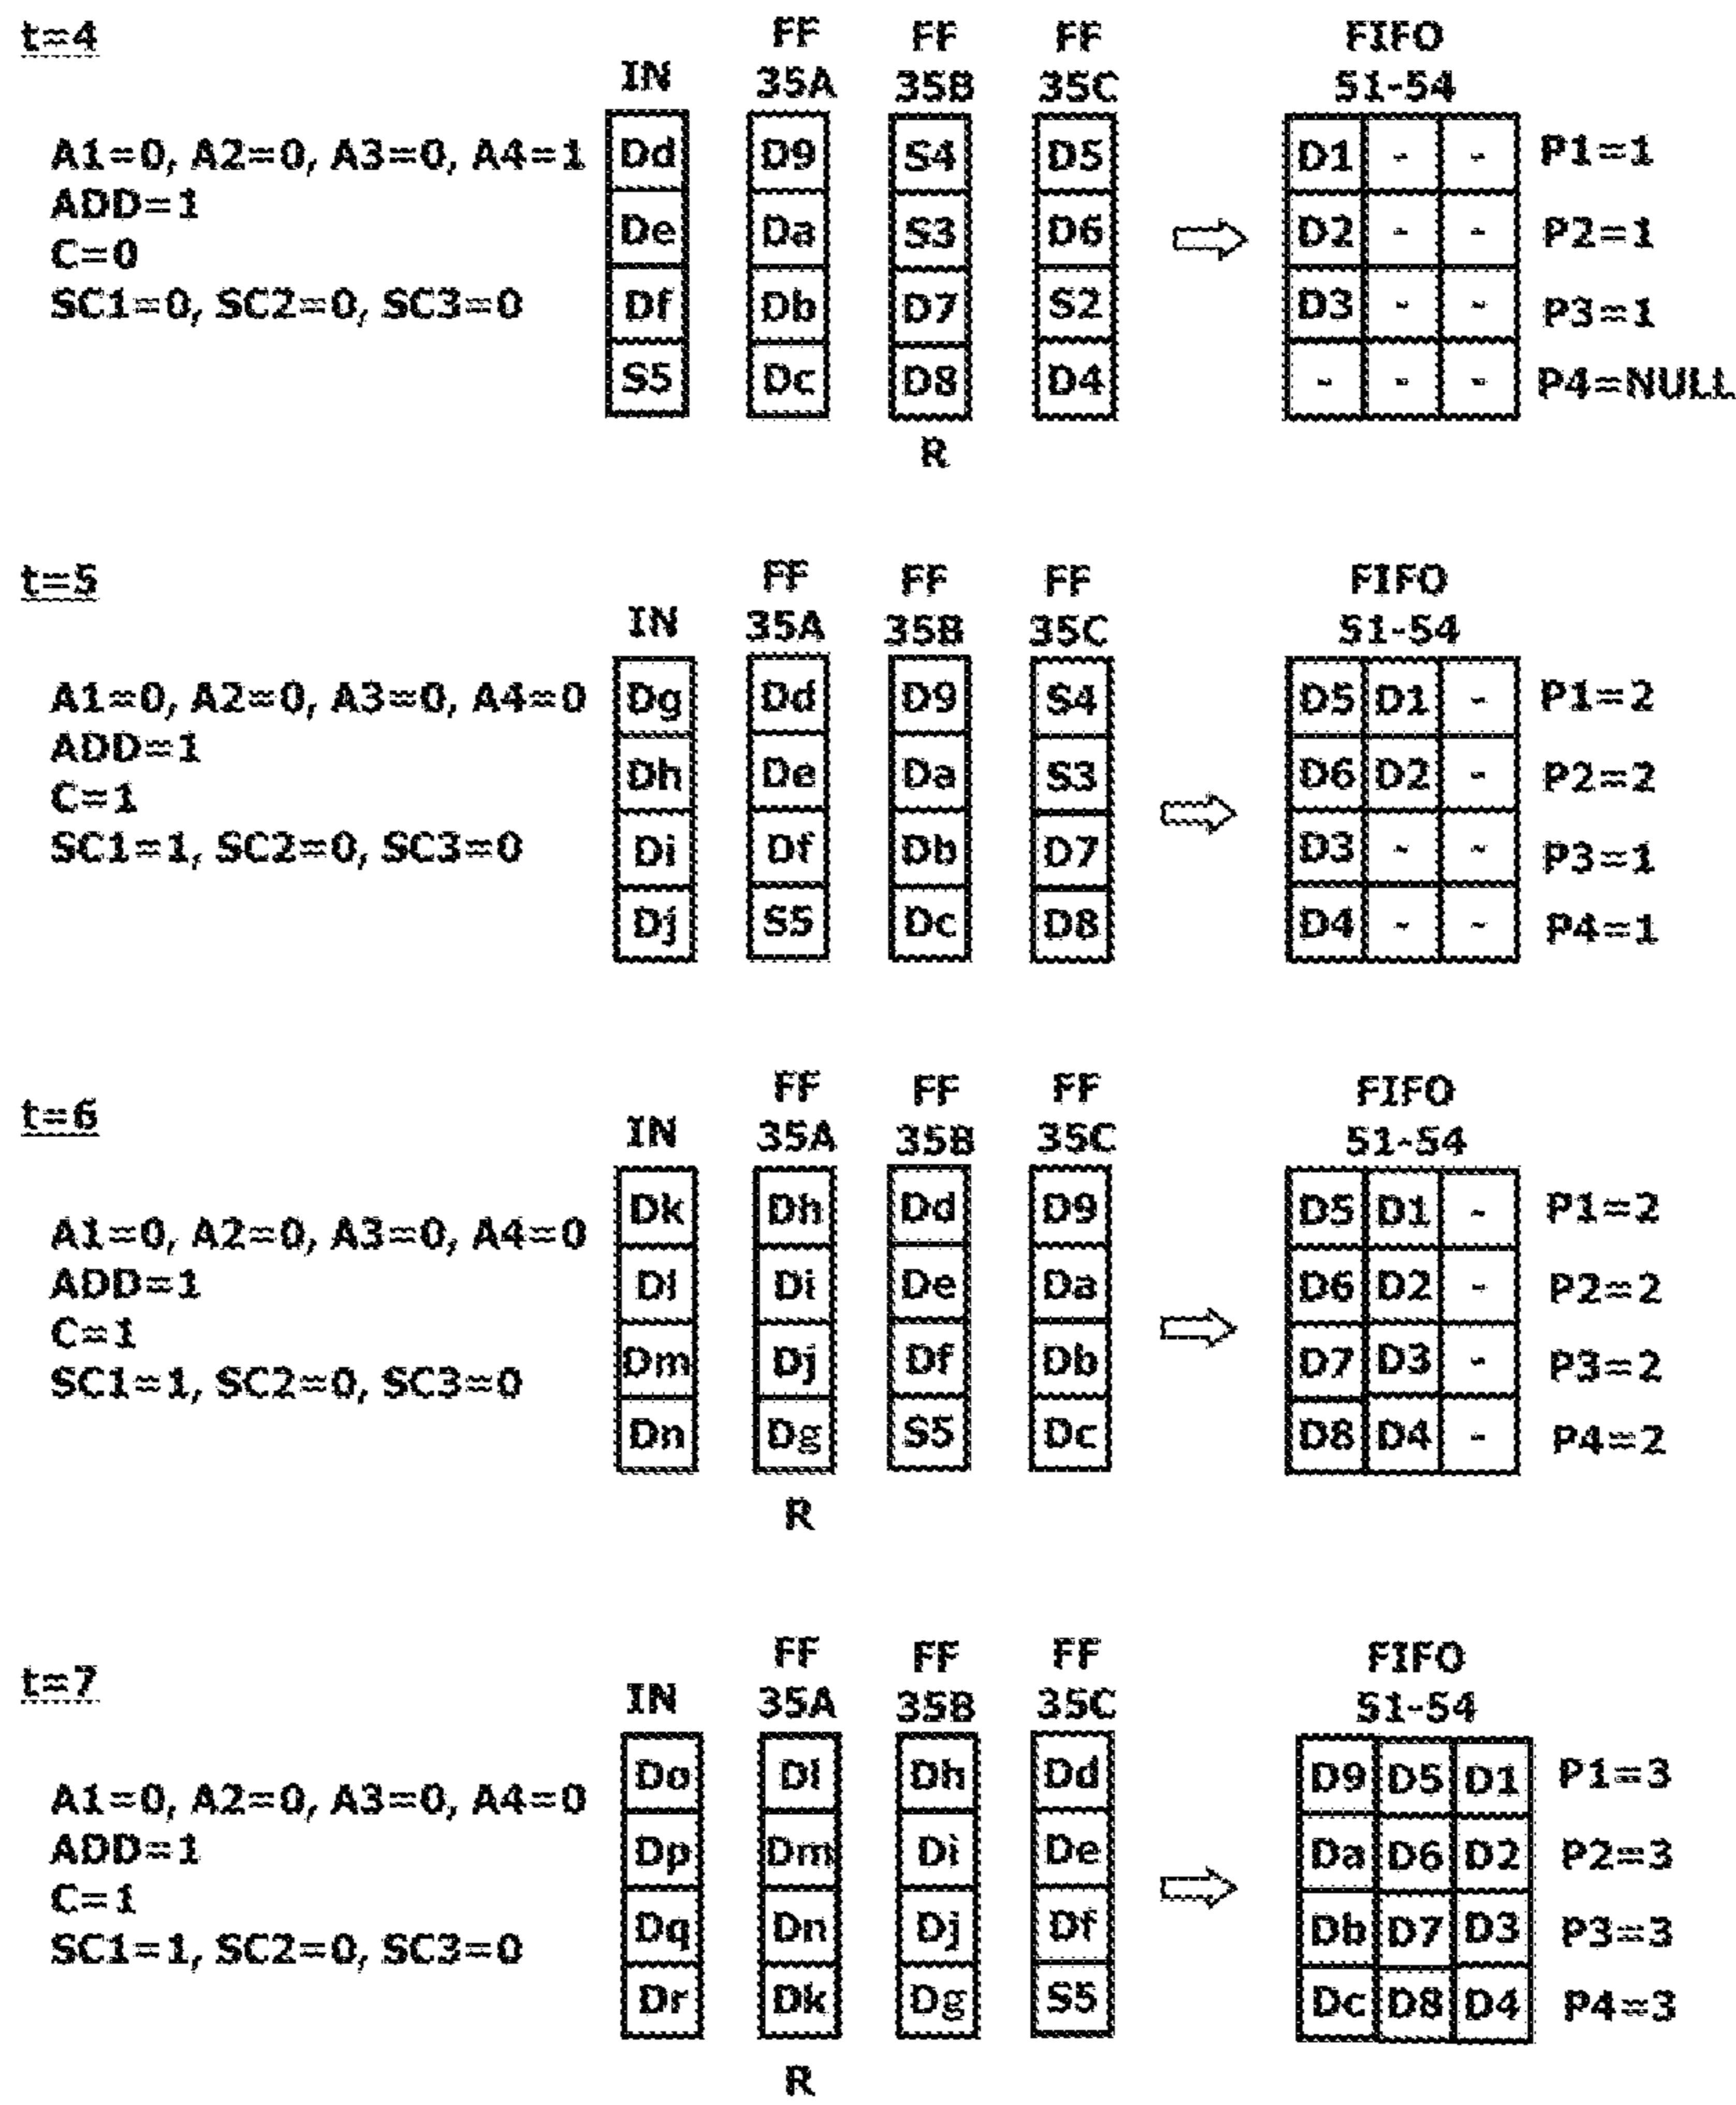 t=4
IN FF 35A FF 35B FF 35C FIFO 51-54
A1=0, A2=0, A3=0, A4=1
ADD=1
C=0
SC1=0, SC2=0, SC3=0
Dd D9 S4 D5 D1 - - P1=1
De Da S3 D6 D2 - - P2=1
Df Db D7 S2 D3 - - P3=1
S5 Dc D8 D4 - - - P4=NULL
R
t=5
IN FF 35A FF 35B FF 35C FIFO 51-54
A1=0, A2=0, A3=0, A4=0
ADD=1
C=1
SC1=1, SC2=0, SC3=0
Dg Dd D9 S4 D5 D1 - P1=2
Dh De Da S3 D6 D2 - P2=2
Di Df Db D7 D3 - - P3=1
Dj S5 Dc D8 D4 - - P4=1
t=6
IN FF 35A FF 35B FF 35C FIFO 51-54
A1=0, A2=0, A3=0, A4=0
ADD=1
C=1
SC1=1, SC2=0, SC3=0
Dk Dh Dd D9 D5 D1 - P1=2
Dl Di De Da D6 D2 - P2=2
Dm Dj Df Db D7 D3 - P3=2
Dn Dg S5 Dc D8 D4 - P4=2
R
t=7
IN FF 35A FF 35B FF 35C FIFO 51-54
A1=0, A2=0, A3=0, A4=0
ADD=1
C=1
SC1=1, SC2=0, SC3=0
Do Dl Dh Dd D9 D5 D1 P1=3
Dp Dm Di De Da D6 D2 P2=3
Dq Dn Dj Df Db D7 D3 P3=3
Dr Dk Dg S5 Dc D8 D4 P4=3
R